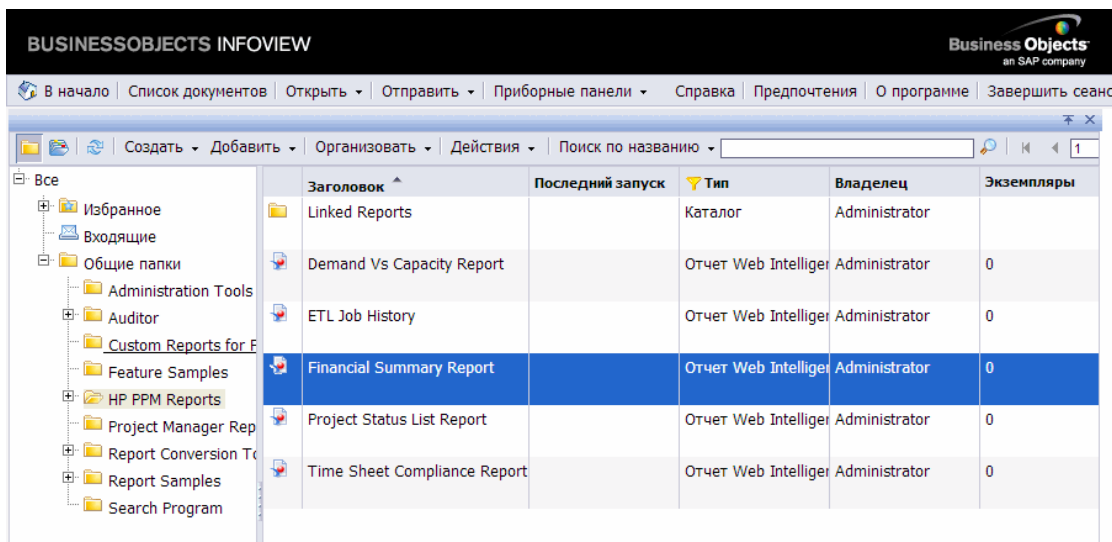 BUSINESSOBJECTS INFOVIEW
Business Objects
an SAP company
В начало Список документов Открыть Отправить Приборные панели Справка Предпочтения О программе Завершить сеанс
Создать Добавить Организовать Действия Поиск по названию 1
Все
Избранное
Входящие
Общие папки
Administration Tools
Auditor
Custom Reports for F
Feature Samples
HP PPM Reports
Project Manager Rep
Report Conversion To
Report Samples
Search Program
Заголовок Последний запуск Тип Владелец Экземпляры
Linked Reports Каталог Administrator
Demand Vs Capacity Report Отчет Web Intelliger Administrator 0
ETL Job History Отчет Web Intelliger Administrator 0
Financial Summary Report Отчет Web Intelliger Administrator 0
Project Status List Report Отчет Web Intelliger Administrator 0
Time Sheet Compliance Report Отчет Web Intelliger Administrator 0